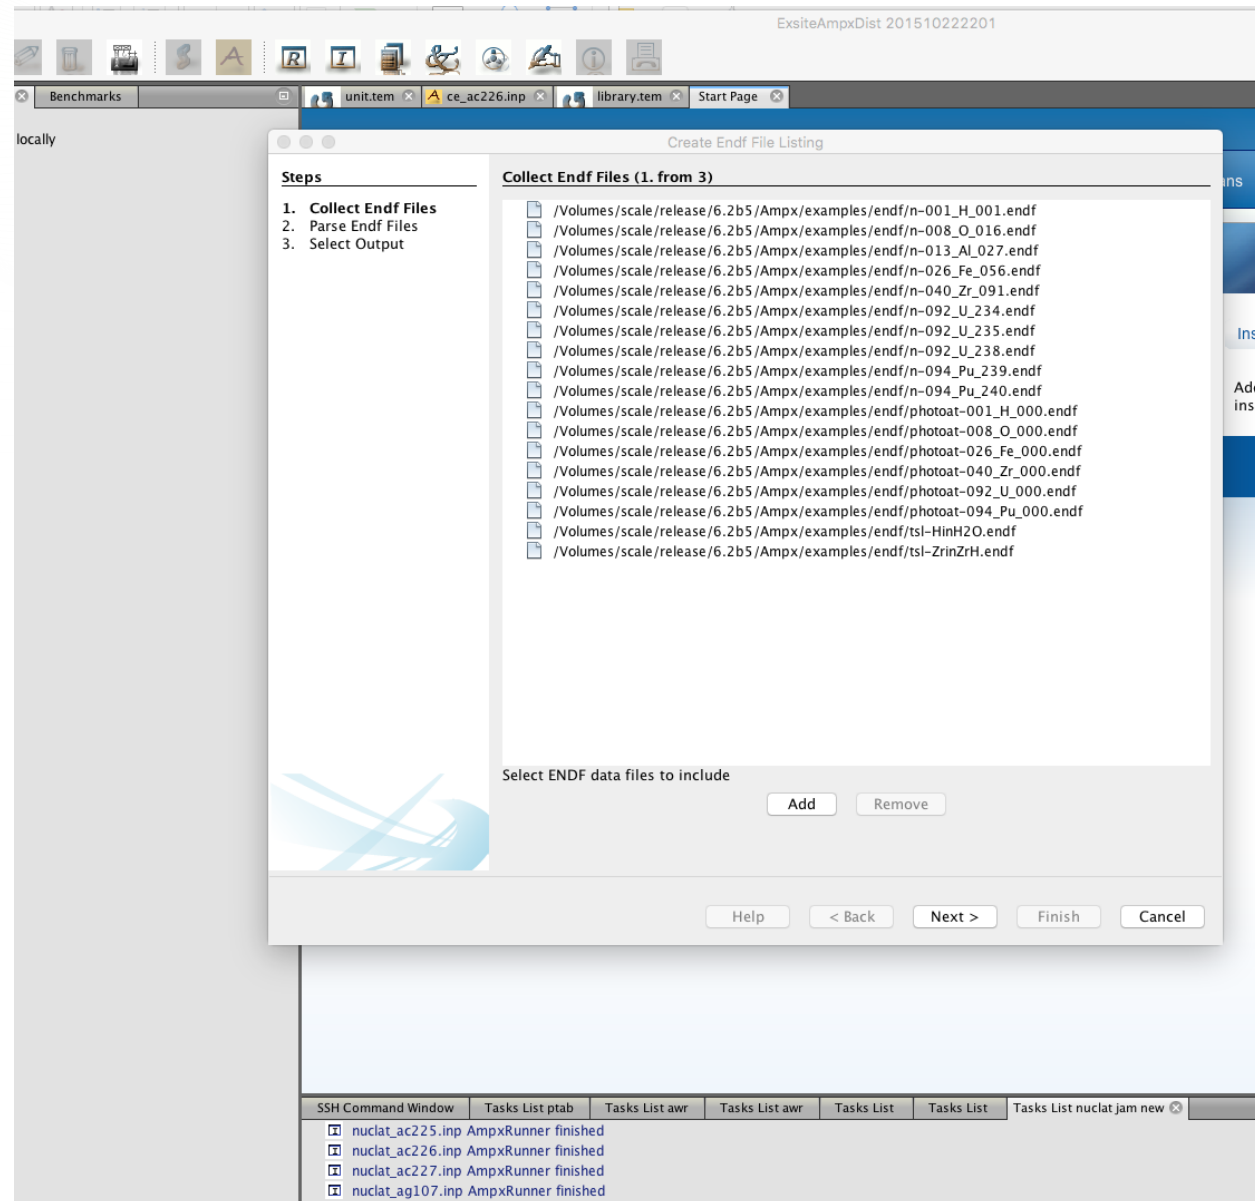 ExsiteAmpxDist 201510222201
Benchmarks
unit.tem
ce_ac226.inp
library.tem
Start Page
locally
Create Endf File Listing
Steps
1. Collect Endf Files
2. Parse Endf Files
3. Select Output
Collect Endf Files (1. from 3)
/Volumes/scale/release/6.2b5/Ampx/examples/endf/n-001_H_001.endf
/Volumes/scale/release/6.2b5/Ampx/examples/endf/n-008_O_016.endf
/Volumes/scale/release/6.2b5/Ampx/examples/endf/n-013_Al_027.endf
/Volumes/scale/release/6.2b5/Ampx/examples/endf/n-026_Fe_056.endf
/Volumes/scale/release/6.2b5/Ampx/examples/endf/n-040_Zr_091.endf
/Volumes/scale/release/6.2b5/Ampx/examples/endf/n-092_U_234.endf
/Volumes/scale/release/6.2b5/Ampx/examples/endf/n-092_U_235.endf
/Volumes/scale/release/6.2b5/Ampx/examples/endf/n-092_U_238.endf
/Volumes/scale/release/6.2b5/Ampx/examples/endf/n-094_Pu_239.endf
/Volumes/scale/release/6.2b5/Ampx/examples/endf/n-094_Pu_240.endf
/Volumes/scale/release/6.2b5/Ampx/examples/endf/photoat-001_H_000.endf
/Volumes/scale/release/6.2b5/Ampx/examples/endf/photoat-008_O_000.endf
/Volumes/scale/release/6.2b5/Ampx/examples/endf/photoat-026_Fe_000.endf
/Volumes/scale/release/6.2b5/Ampx/examples/endf/photoat-040_Zr_000.endf
/Volumes/scale/release/6.2b5/Ampx/examples/endf/photoat-092_U_000.endf
/Volumes/scale/release/6.2b5/Ampx/examples/endf/photoat-094_Pu_000.endf
/Volumes/scale/release/6.2b5/Ampx/examples/endf/tsl-HinH2O.endf
/Volumes/scale/release/6.2b5/Ampx/examples/endf/tsl-ZrinZrH.endf
Select ENDF data files to include
Add Remove
Help < Back Next > Finish Cancel
SSH Command Window
Tasks List ptab
Tasks List awr
Tasks List awr
Tasks List
Tasks List
Tasks List nuclat jam new
nuclat_ac225.inp AmpxRunner finished
nuclat_ac226.inp AmpxRunner finished
nuclat_ac227.inp AmpxRunner finished
nuclat_ag107.inp AmpxRunner finished